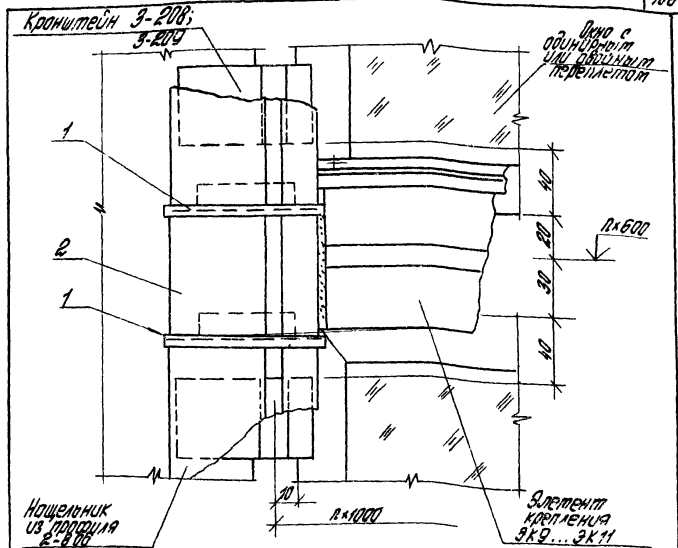 Кронштейн Э-208;
Э-209
Окно с
одинарным
или двойным
переплетом
1
2
1
40
20
30
40
n×600
10
n×1000
Нащельник
из профиля
Элемент
крепления
ЭК9...ЭК11